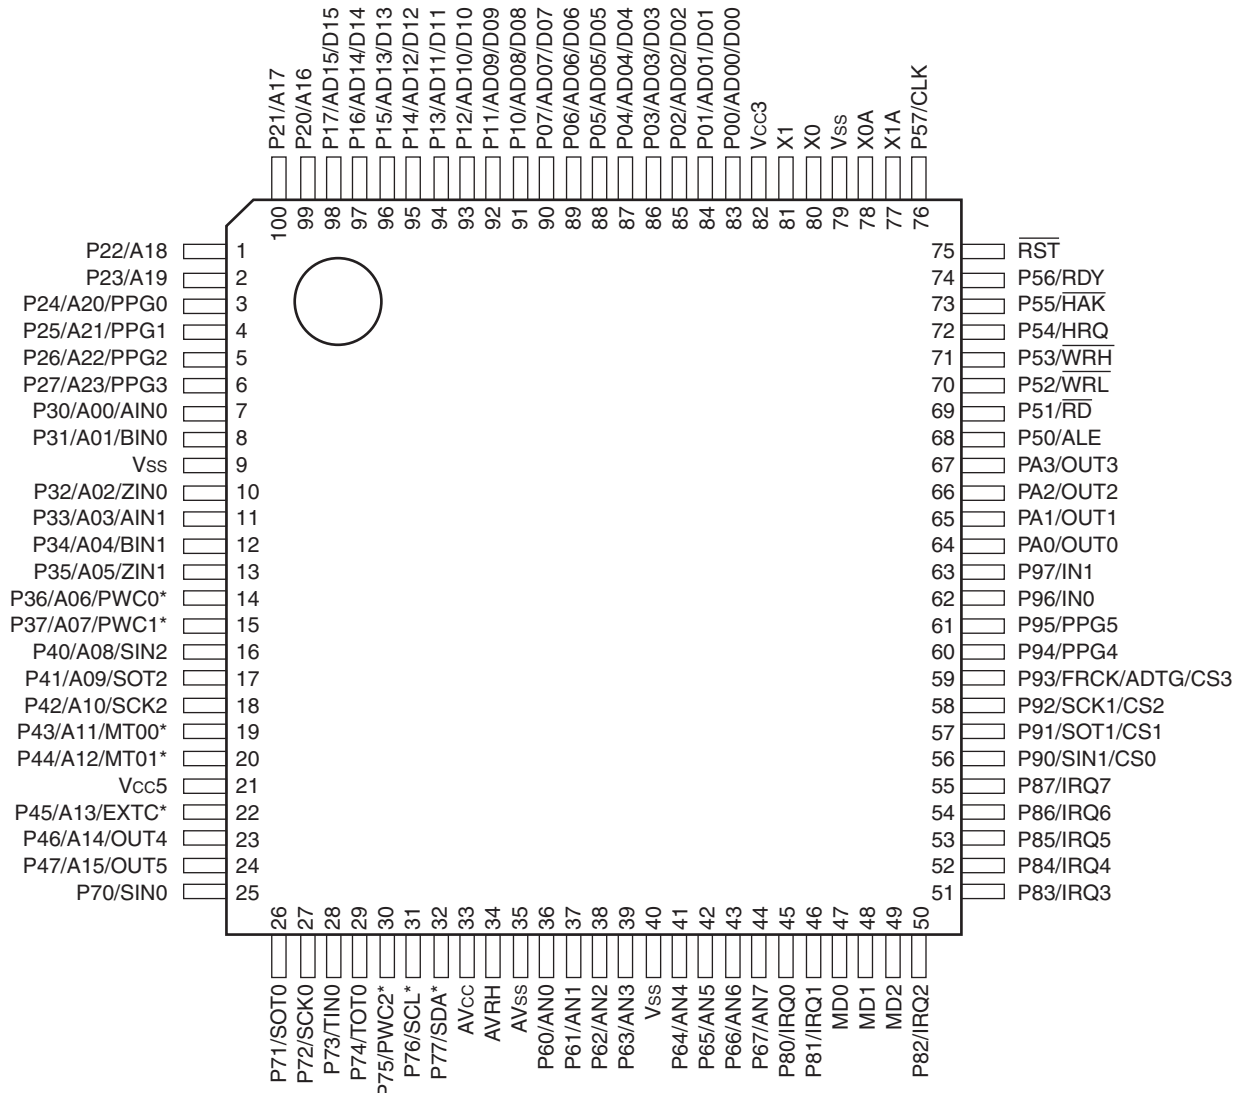 P21/A17
P20/A16
P17/AD15/D15
P16/AD14/D14
P15/AD13/D13
P14/AD12/D12
P13/AD11/D11
P12/AD10/D10
P11/AD09/D09
P10/AD08/D08
P07/AD07/D07
P06/AD06/D06
P05/AD05/D05
P04/AD04/D04
P03/AD03/D03
P02/AD02/D02
P01/AD01/D01
P00/AD00/D00
Vcc3
X1
X0
Vss
X0A
X1A
P57/CLK
100
99
98
97
96
95
94
93
92
91
90
89
88
87
86
85
84
83
82
81
80
79
78
77
76
P22/A18 1
P23/A19 2
P24/A20/PPG0 3
P25/A21/PPG1 4
P26/A22/PPG2 5
P27/A23/PPG3 6
P30/A00/AIN0 7
P31/A01/BIN0 8
Vss 9
P32/A02/ZIN0 10
P33/A03/AIN1 11
P34/A04/BIN1 12
P35/A05/ZIN1 13
P36/A06/PWC0* 14
P37/A07/PWC1* 15
P40/A08/SIN2 16
P41/A09/SOT2 17
P42/A10/SCK2 18
P43/A11/MT00* 19
P44/A12/MT01* 20
Vcc5 21
P45/A13/EXTC* 22
P46/A14/OUT4 23
P47/A15/OUT5 24
P70/SIN0 25
75 RST
74 P56/RDY
73 P55/HAK
72 P54/HRQ
71 P53/WRH
70 P52/WRL
69 P51/RD
68 P50/ALE
67 PA3/OUT3
66 PA2/OUT2
65 PA1/OUT1
64 PA0/OUT0
63 P97/IN1
62 P96/IN0
61 P95/PPG5
60 P94/PPG4
59 P93/FRCK/ADTG/CS3
58 P92/SCK1/CS2
57 P91/SOT1/CS1
56 P90/SIN1/CS0
55 P87/IRQ7
54 P86/IRQ6
53 P85/IRQ5
52 P84/IRQ4
51 P83/IRQ3
26
27
28
29
30
31
32
33
34
35
36
37
38
39
40
41
42
43
44
45
46
47
48
49
50
P71/SOT0
P72/SCK0
P73/TIN0
P74/TOT0
P75/PWC2*
P76/SCL*
P77/SDA*
AVcc
AVRH
AVss
P60/AN0
P61/AN1
P62/AN2
P63/AN3
Vss
P64/AN4
P65/AN5
P66/AN6
P67/AN7
P80/IRQ0
P81/IRQ1
MD0
MD1
MD2
P82/IRQ2